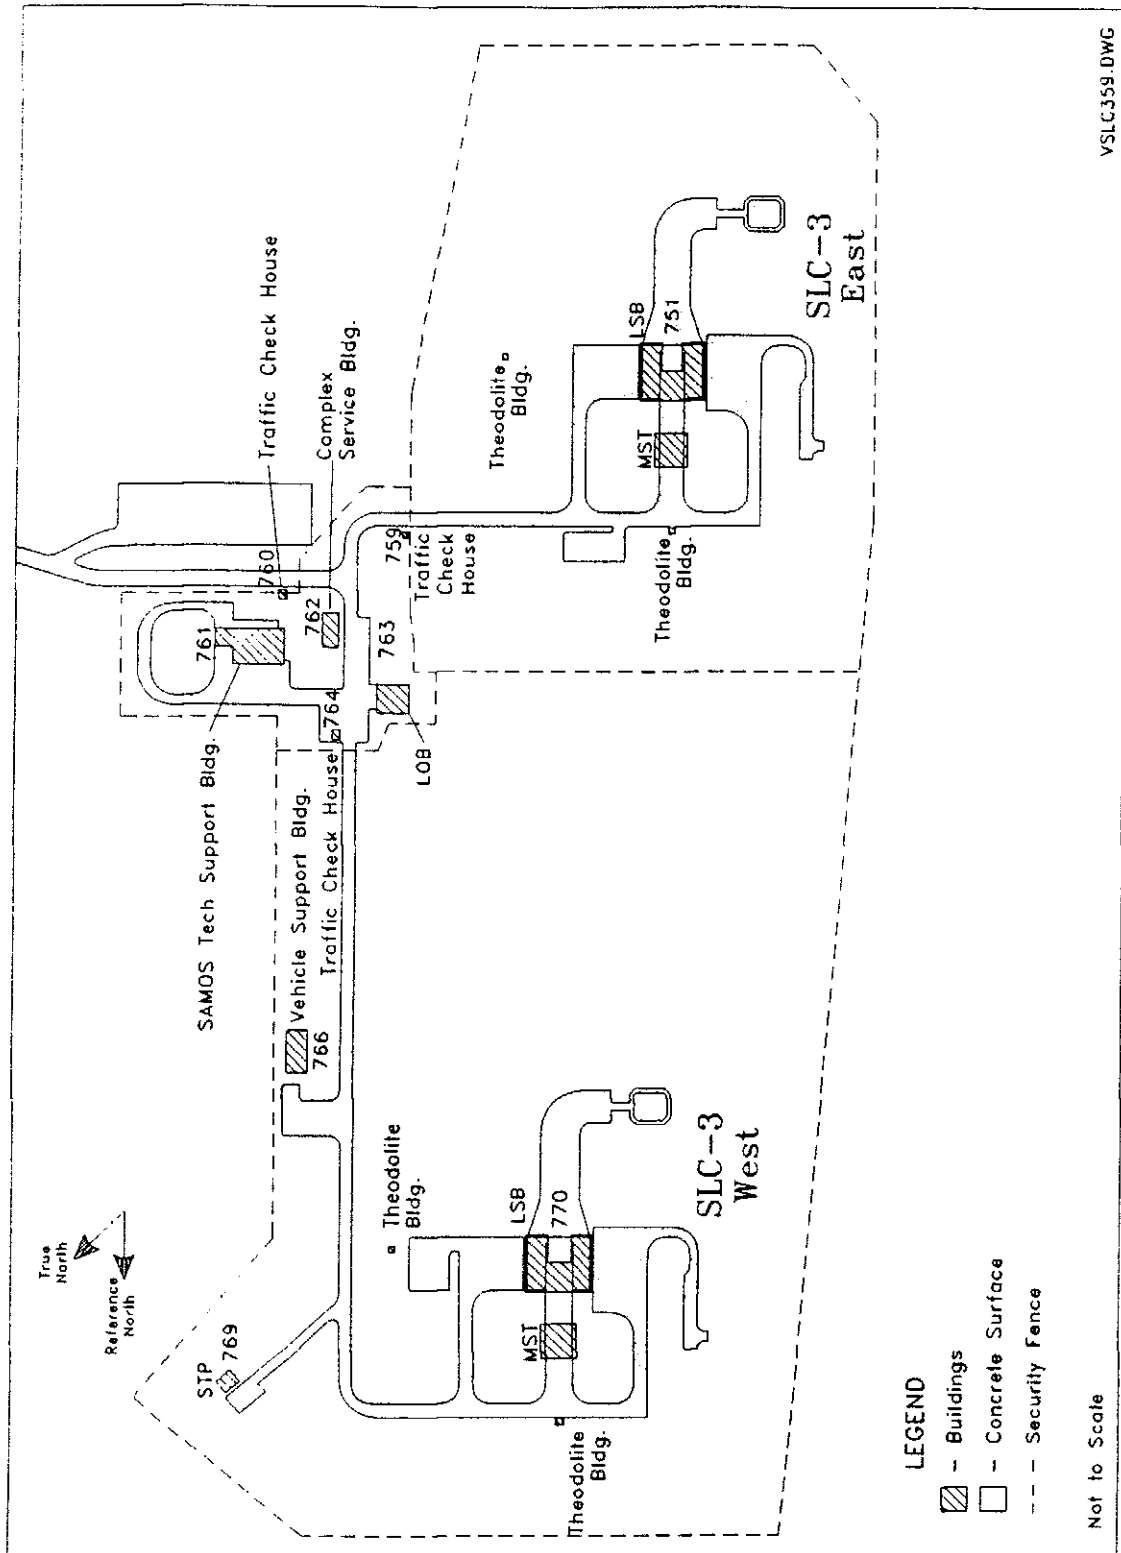 True
North
Reference
North
STP
769
SAMOS Tech Support Bldg.
761
760
Traffic Check House
762
Complex
Service Bldg.
764
763
LOB
Vehicle Support Bldg.
766
Traffic Check House
759
Traffic
Check
House
Theodolite
Bldg.
Theodolite
Bldg.
MST
LSB
751
SLC-3
East
Theodolite
Bldg.
Theodolite
Bldg.
MST
LSB
770
SLC-3
West
LEGEND
- Buildings
- Concrete Surface
--- - Security Fence
Not to Scale
VSLC359.DWG